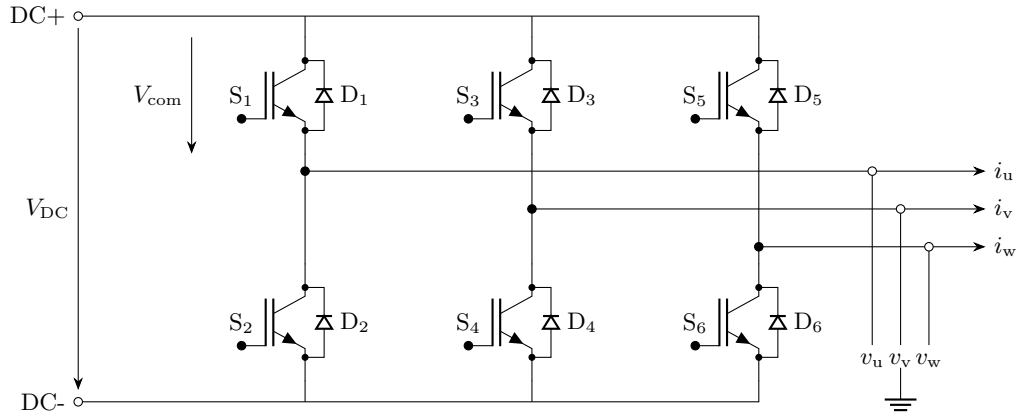 DC+
V_com
S_1 D_1 S_3 D_3 S_5 D_5
i_u
V_DC
i_v
i_w
S_2 D_2 S_4 D_4 S_6 D_6
v_u v_v v_w
DC-